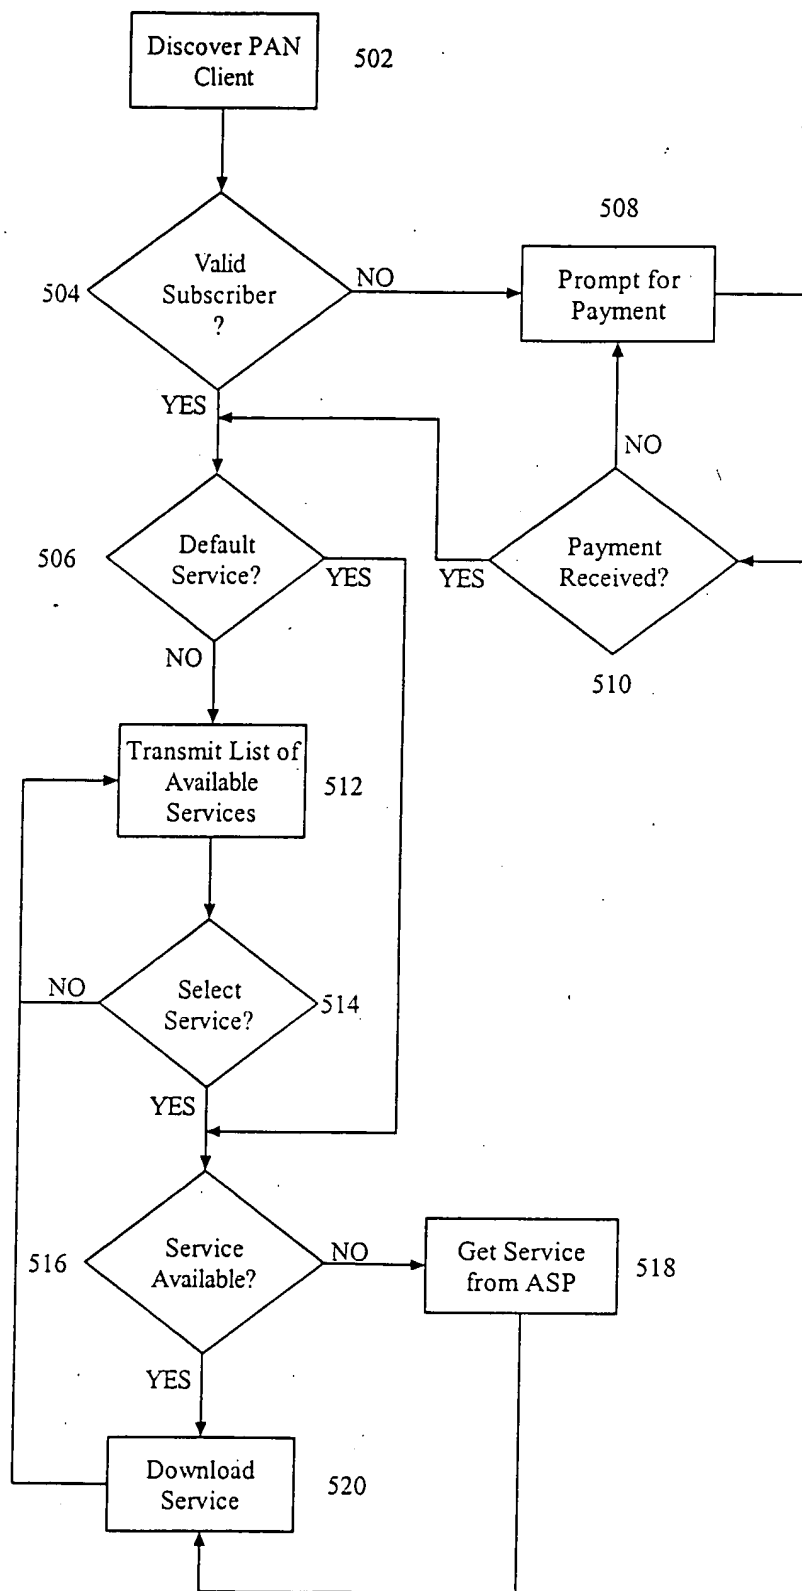 Discover PAN
Client
502
508
Valid
Subscriber
?
504
NO
Prompt for
Payment
YES
NO
506
Default
Service?
YES
YES
Payment
Received?
NO
510
Transmit List of
Available
Services
512
NO
Select
Service?
514
YES
516
Service
Available?
NO
Get Service
from ASP
518
YES
Download
Service
520